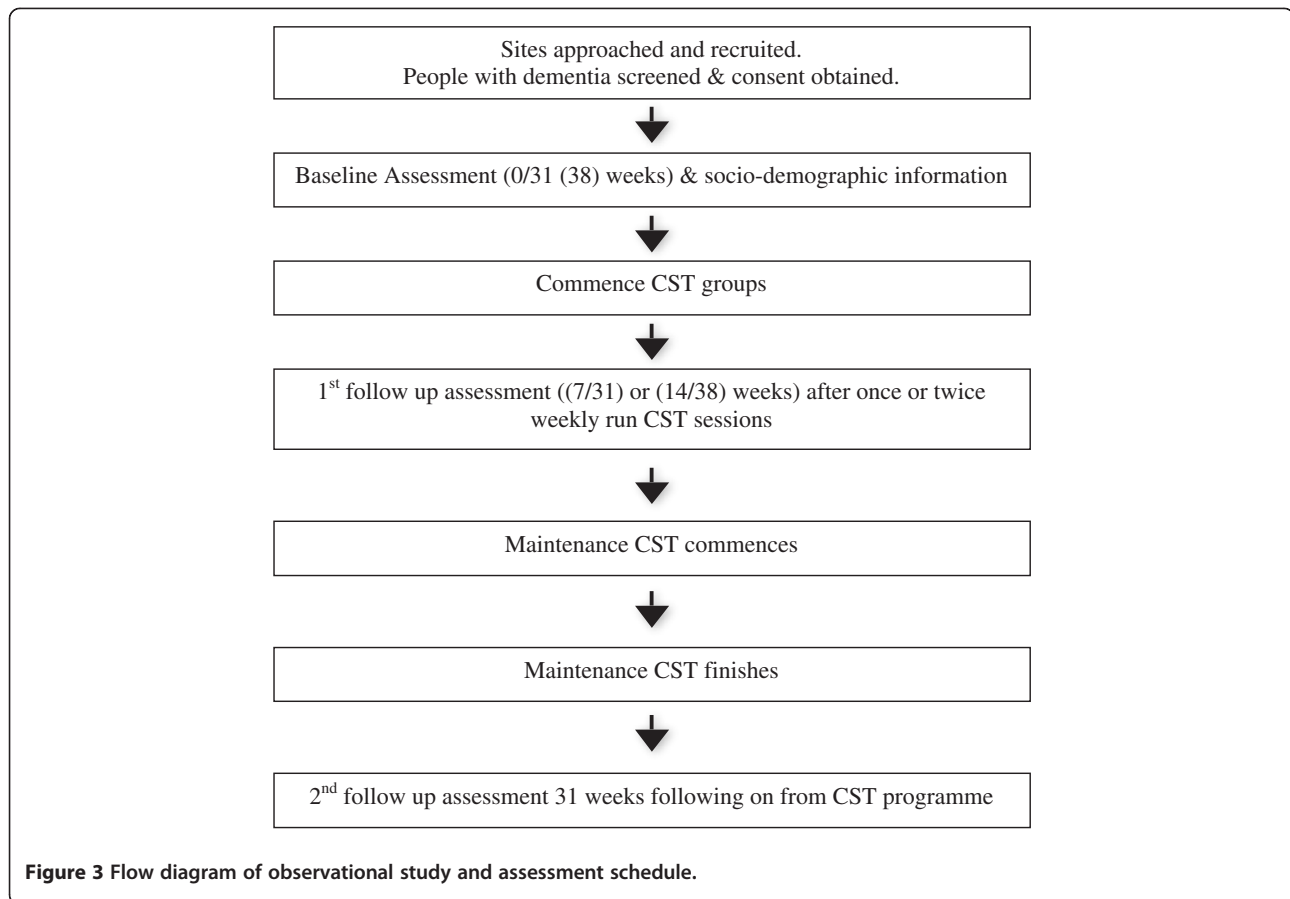 Sites approached and recruited.
People with dementia screened & consent obtained.
Baseline Assessment (0/31 (38) weeks) & socio-demographic information
Commence CST groups
1st follow up assessment ((7/31) or (14/38) weeks) after once or twice
weekly run CST sessions
Maintenance CST commences
Maintenance CST finishes
2nd follow up assessment 31 weeks following on from CST programme
Figure 3 Flow diagram of observational study and assessment schedule.